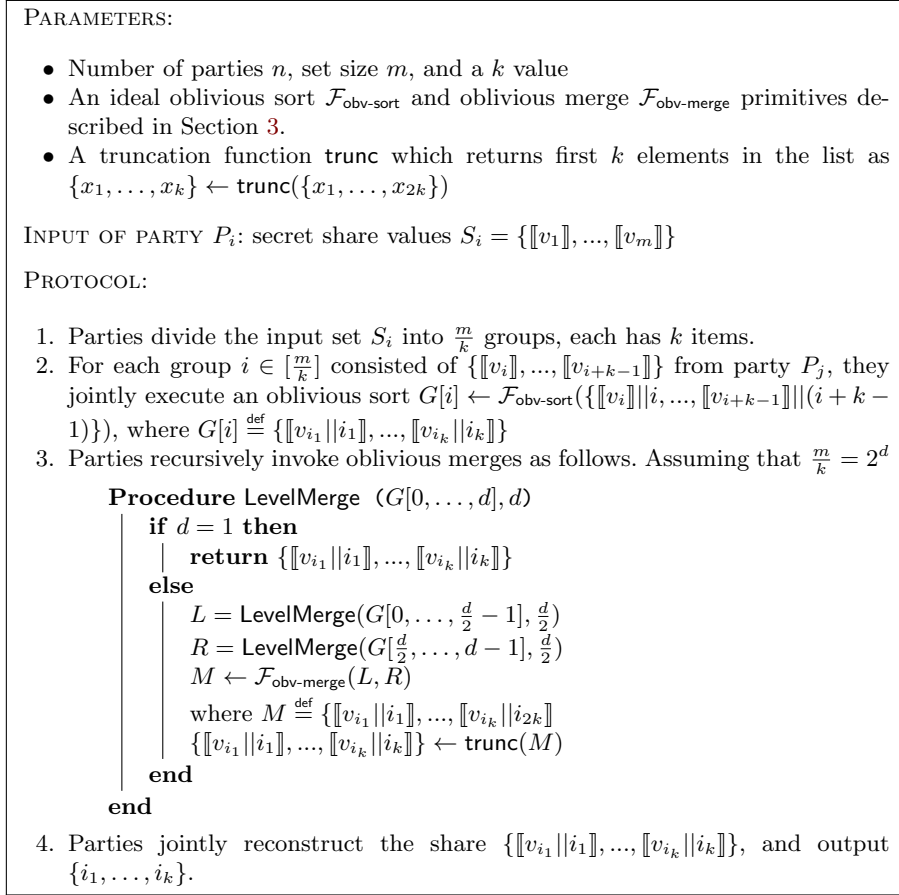 PARAMETERS:
• Number of parties n, set size m, and a k value
• An ideal oblivious sort F_obv-sort and oblivious merge F_obv-merge primitives de-
scribed in Section 3.
• A truncation function trunc which returns first k elements in the list as
{x_1, . . . , x_k} ← trunc({x_1, . . . , x_{2k}})
INPUT OF PARTY P_i: secret share values S_i = {⟦v_1⟧, ..., ⟦v_m⟧}
PROTOCOL:
1. Parties divide the input set S_i into m/k groups, each has k items.
2. For each group i ∈ [m/k] consisted of {⟦v_i⟧, ..., ⟦v_{i+k−1}⟧} from party P_j, they
jointly execute an oblivious sort G[i] ← F_obv-sort({⟦v_i⟧||i, ..., ⟦v_{i+k−1}⟧||(i + k −
1)}), where G[i] def= {⟦v_{i_1}||i_1⟧, ..., ⟦v_{i_k}||i_k⟧}
3. Parties recursively invoke oblivious merges as follows. Assuming that m/k = 2^d
Procedure LevelMerge (G[0, . . . , d], d)
if d = 1 then
return {⟦v_{i_1}||i_1⟧, ..., ⟦v_{i_k}||i_k⟧}
else
L = LevelMerge(G[0, . . . , d/2 − 1], d/2)
R = LevelMerge(G[d/2, . . . , d − 1], d/2)
M ← F_obv-merge(L, R)
where M def= {⟦v_{i_1}||i_1⟧, ..., ⟦v_{i_k}||i_{2k}⟧
{⟦v_{i_1}||i_1⟧, ..., ⟦v_{i_k}||i_k⟧} ← trunc(M)
end
end
4. Parties jointly reconstruct the share {⟦v_{i_1}||i_1⟧, ..., ⟦v_{i_k}||i_k⟧}, and output
{i_1, . . . , i_k}.